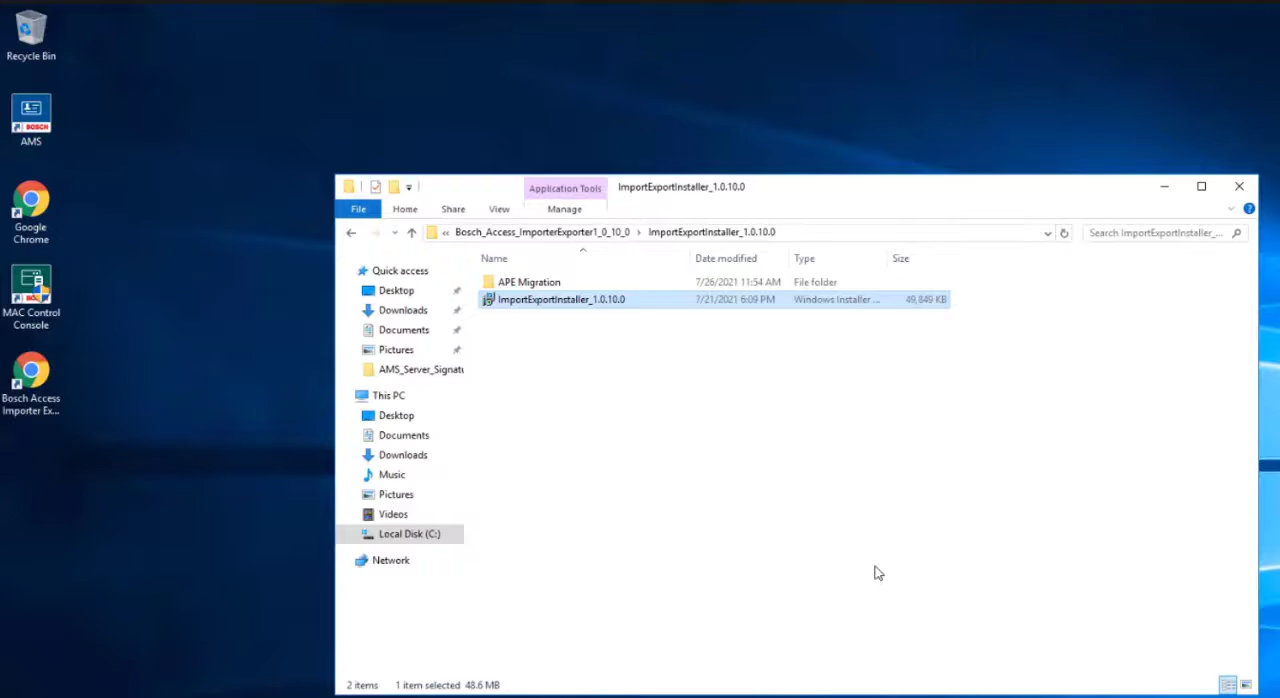 Recycle Bin
BOSCH
AMS
Google
Chrome
MAC Control
Console
Bosch Access
Importer Ex...
Application Tools
ImportExportInstaller_1.0.10.0
File
Home
Share
View
Manage
« Bosch_Access_ImporterExporter1_0_10_0 › ImportExportInstaller_1.0.10.0
Search ImportExportInstaller_...
Name
Date modified
Type
Size
APE Migration
7/26/2021 11:54 AM
File folder
ImportExportInstaller_1.0.10.0
7/21/2021 6:09 PM
Windows Installer ...
49,849 KB
Quick access
Desktop
Downloads
Documents
Pictures
AMS_Server_Signatu
This PC
Desktop
Documents
Downloads
Music
Pictures
Videos
Local Disk (C:)
Network
2 items
1 item selected 48.6 MB